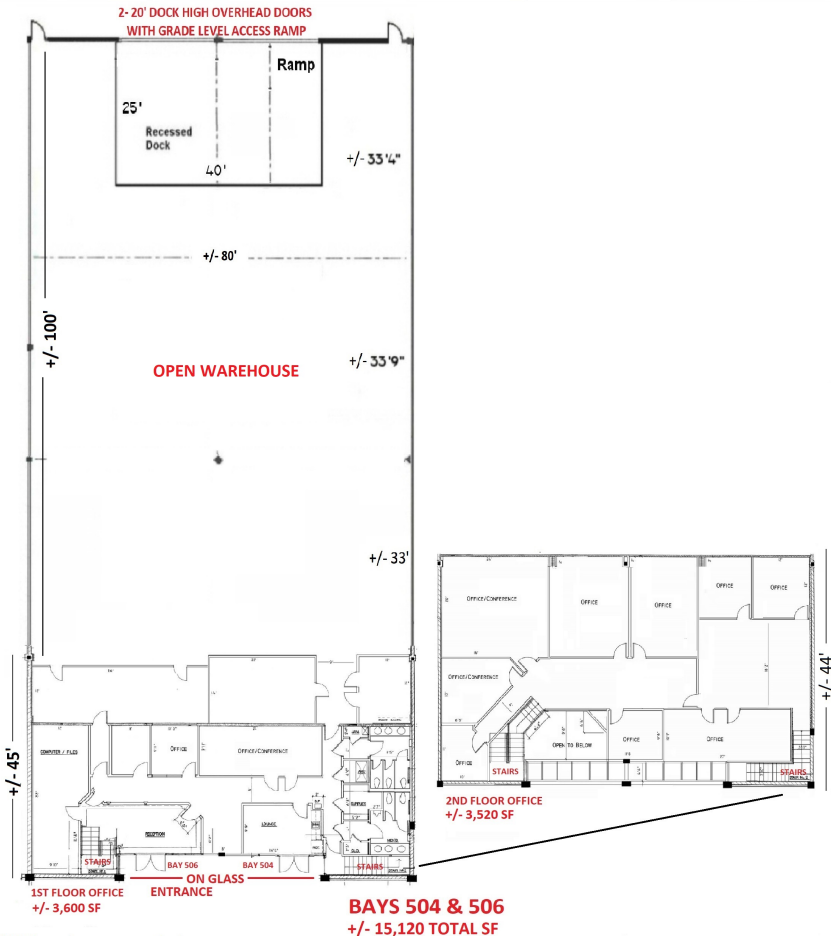 2- 20' DOCK HIGH OVERHEAD DOORS
WITH GRADE LEVEL ACCESS RAMP
Ramp
25'
Recessed
Dock
40'
+/- 33'4"
+/- 80'
+/- 100'
OPEN WAREHOUSE
+/- 33'9"
+/- 33'
+/- 45'
COMPUTER / FILES
OFFICE
OFFICE/CONFERENCE
RECEPTION
LOUNGE
STAIRS
BAY 506
BAY 504
STAIRS
ON GLASS
ENTRANCE
1ST FLOOR OFFICE
+/- 3,600 SF
OFFICE/CONFERENCE
OFFICE
OFFICE
OFFICE
OFFICE
OFFICE/CONFERENCE
OPEN TO BELOW
OFFICE
OFFICE
OFFICE
STAIRS
STAIRS
+/- 44'
2ND FLOOR OFFICE
+/- 3,520 SF
BAYS 504 & 506
+/- 15,120 TOTAL SF